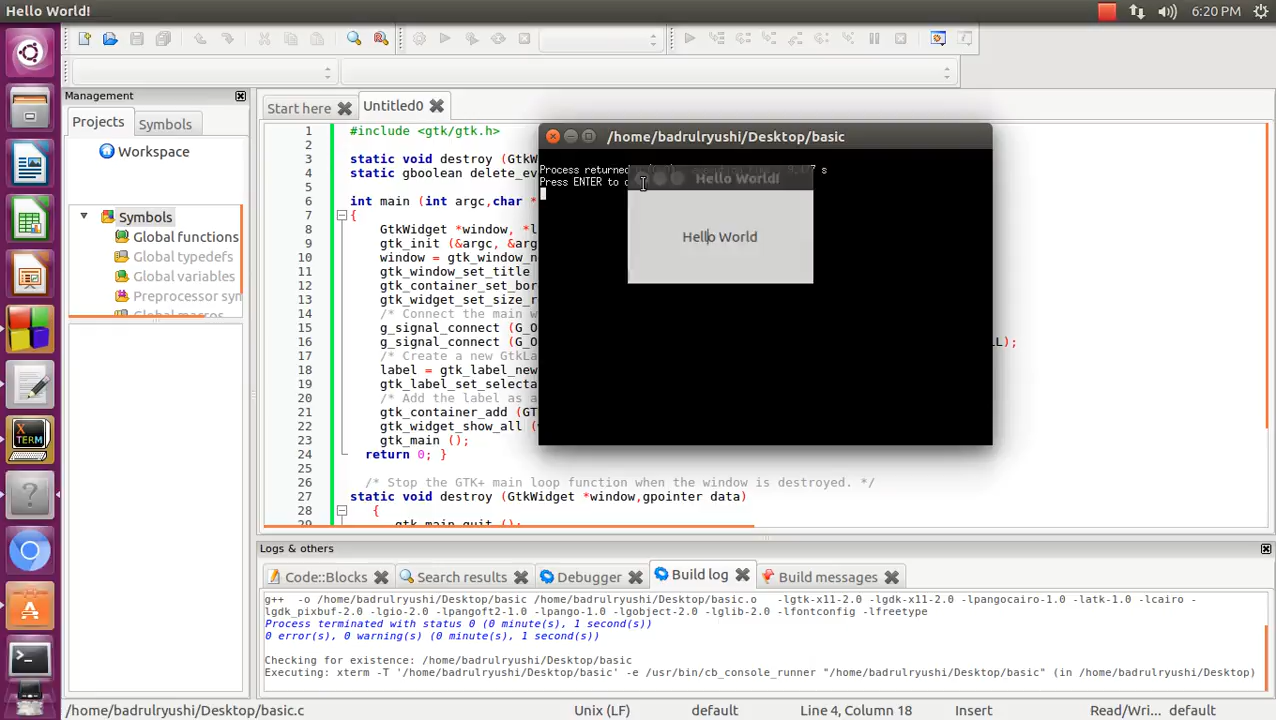 Hello World!
6:20 PM
Management
Projects
Symbols
Workspace
Symbols
Global functions
Global typedefs
Global variables
Preprocessor syn
Global macros
Start here
Untitled0
1 #include <gtk/gtk.h>
2
3 static void destroy (GtkW
4 static gboolean delete_ev
5
6 int main (int argc,char *
7 {
8 GtkWidget *window, *l
9 gtk_init (&argc, &arg
10 window = gtk_window_n
11 gtk_window_set_title
12 gtk_container_set_bor
13 gtk_widget_set_size_r
14 /* Connect the main w
15 g_signal_connect (G_O
16 g_signal_connect (G_O LL);
17 /* Create a new GtkLa
18 label = gtk_label_new
19 gtk_label_set_selecta
20 /* Add the label as a
21 gtk_container_add (GT
22 gtk_widget_show_all (
23 gtk_main ();
24 return 0; }
25
26 /* Stop the GTK+ main loop function when the window is destroyed. */
27 static void destroy (GtkWidget *window,gpointer data)
28 {
29 gtk_main_quit ();
/home/badrulryushi/Desktop/basic
Process returned s
Press ENTER to
Hello World!
Hello World
Logs & others
Code::Blocks
Search results
Debugger
Build log
Build messages
g++ -o /home/badrulryushi/Desktop/basic /home/badrulryushi/Desktop/basic.o -lgtk-x11-2.0 -lgdk-x11-2.0 -lpangocairo-1.0 -latk-1.0 -lcairo -
lgdk_pixbuf-2.0 -lgio-2.0 -lpangoft2-1.0 -lpango-1.0 -lgobject-2.0 -lglib-2.0 -lfontconfig -lfreetype
Process terminated with status 0 (0 minute(s), 1 second(s))
0 error(s), 0 warning(s) (0 minute(s), 1 second(s))
Checking for existence: /home/badrulryushi/Desktop/basic
Executing: xterm -T '/home/badrulryushi/Desktop/basic' -e /usr/bin/cb_console_runner "/home/badrulryushi/Desktop/basic" (in /home/badrulryushi/Desktop)
/home/badrulryushi/Desktop/basic.c
Unix (LF)
default
Line 4, Column 18
Insert
Read/Wri...
default